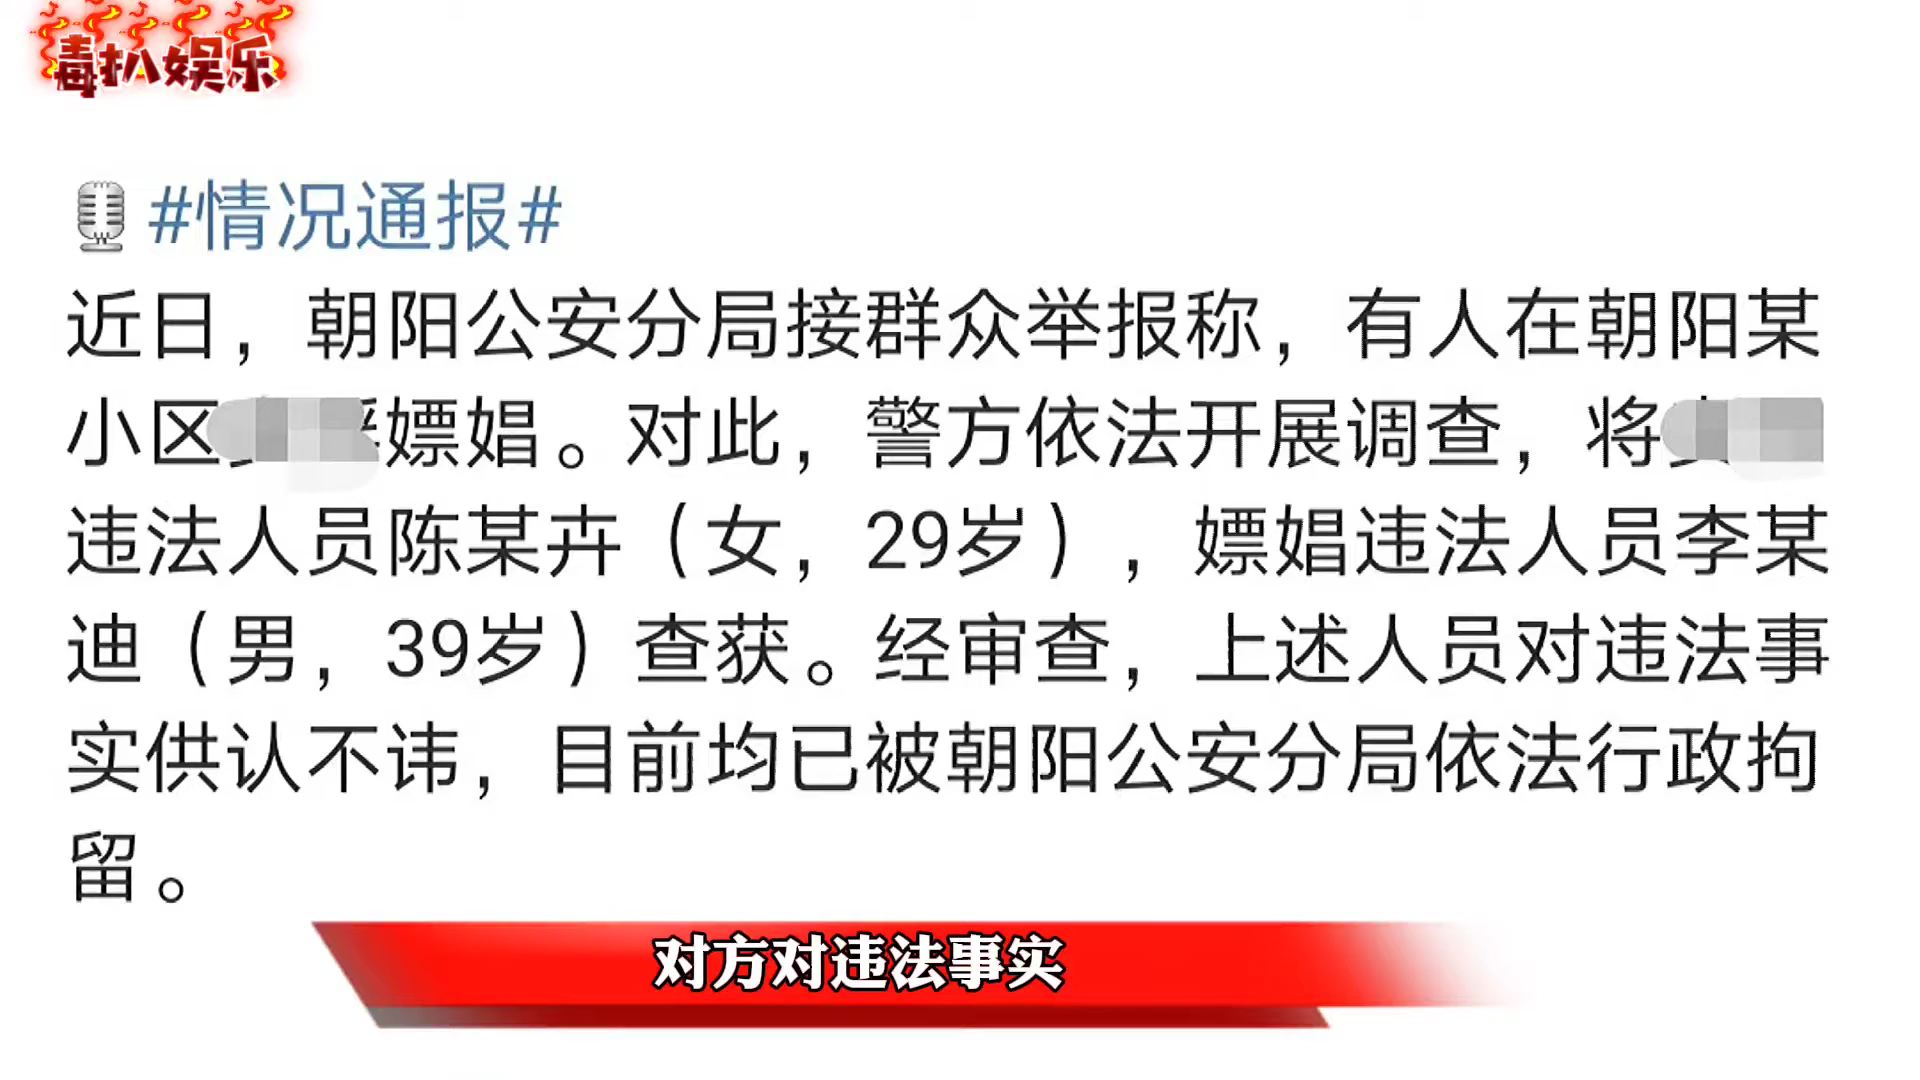 毒扒娱乐
#情况通报#
近日，朝阳公安分局接群众举报称，有人在朝阳某
小区嫖娼。对此，警方依法开展调查，将
违法人员陈某卉（女，29岁），嫖娼违法人员李某
迪（男，39岁）查获。经审查，上述人员对违法事
实供认不讳，目前均已被朝阳公安分局依法行政拘
留。
对方对违法事实